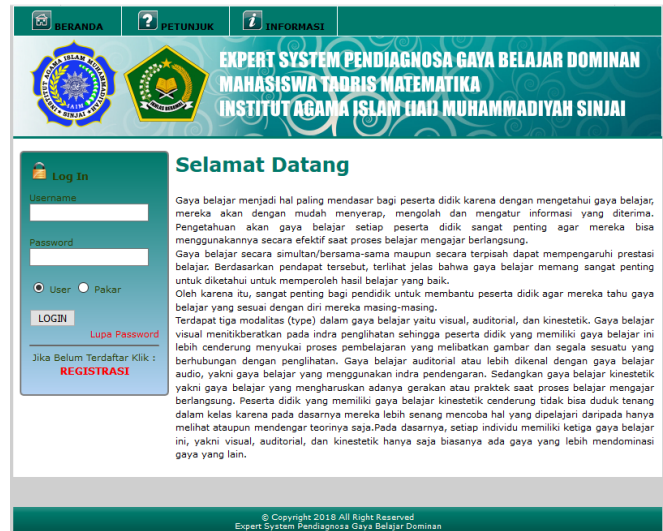 BERANDA
PETUNJUK
INFORMASI
EXPERT SYSTEM PENDIAGNOSA GAYA BELAJAR DOMINAN
MAHASISWA TADRIS MATEMATIKA
INSTITUT AGAMA ISLAM (IAI) MUHAMMADIYAH SINJAI
Log In
Username
Password
User
Pakar
LOGIN
Lupa Password
Jika Belum Terdaftar Klik :
REGISTRASI
Selamat Datang
Gaya belajar menjadi hal paling mendasar bagi peserta didik karena dengan mengetahui gaya belajar,
mereka akan dengan mudah menyerap, mengolah dan mengatur informasi yang diterima.
Pengetahuan akan gaya belajar setiap peserta didik sangat penting agar mereka bisa
menggunakannya secara efektif saat proses belajar mengajar berlangsung.
Gaya belajar secara simultan/bersama-sama maupun secara terpisah dapat mempengaruhi prestasi
belajar. Berdasarkan pendapat tersebut, terlihat jelas bahwa gaya belajar memang sangat penting
untuk diketahui untuk memperoleh hasil belajar yang baik.
Oleh karena itu, sangat penting bagi pendidik untuk membantu peserta didik agar mereka tahu gaya
belajar yang sesuai dengan diri mereka masing-masing.
Terdapat tiga modalitas (type) dalam gaya belajar yaitu visual, auditorial, dan kinestetik. Gaya belajar
visual menitikberatkan pada indra penglihatan sehingga peserta didik yang memiliki gaya belajar ini
lebih cenderung menyukai proses pembelajaran yang melibatkan gambar dan segala sesuatu yang
berhubungan dengan penglihatan. Gaya belajar auditorial atau lebih dikenal dengan gaya belajar
audio, yakni gaya belajar yang menggunakan indra pendengaran. Sedangkan gaya belajar kinestetik
yakni gaya belajar yang mengharuskan adanya gerakan atau praktek saat proses belajar mengajar
berlangsung. Peserta didik yang memiliki gaya belajar kinestetik cenderung tidak bisa duduk tenang
dalam kelas karena pada dasarnya mereka lebih senang mencoba hal yang dipelajari daripada hanya
melihat ataupun mendengar teorinya saja.Pada dasarnya, setiap individu memiliki ketiga gaya belajar
ini, yakni visual, auditorial, dan kinestetik hanya saja biasanya ada gaya yang lebih mendominasi
gaya yang lain.
© Copyright 2018 All Right Reserved
Expert System Pendiagnosa Gaya Belajar Dominan